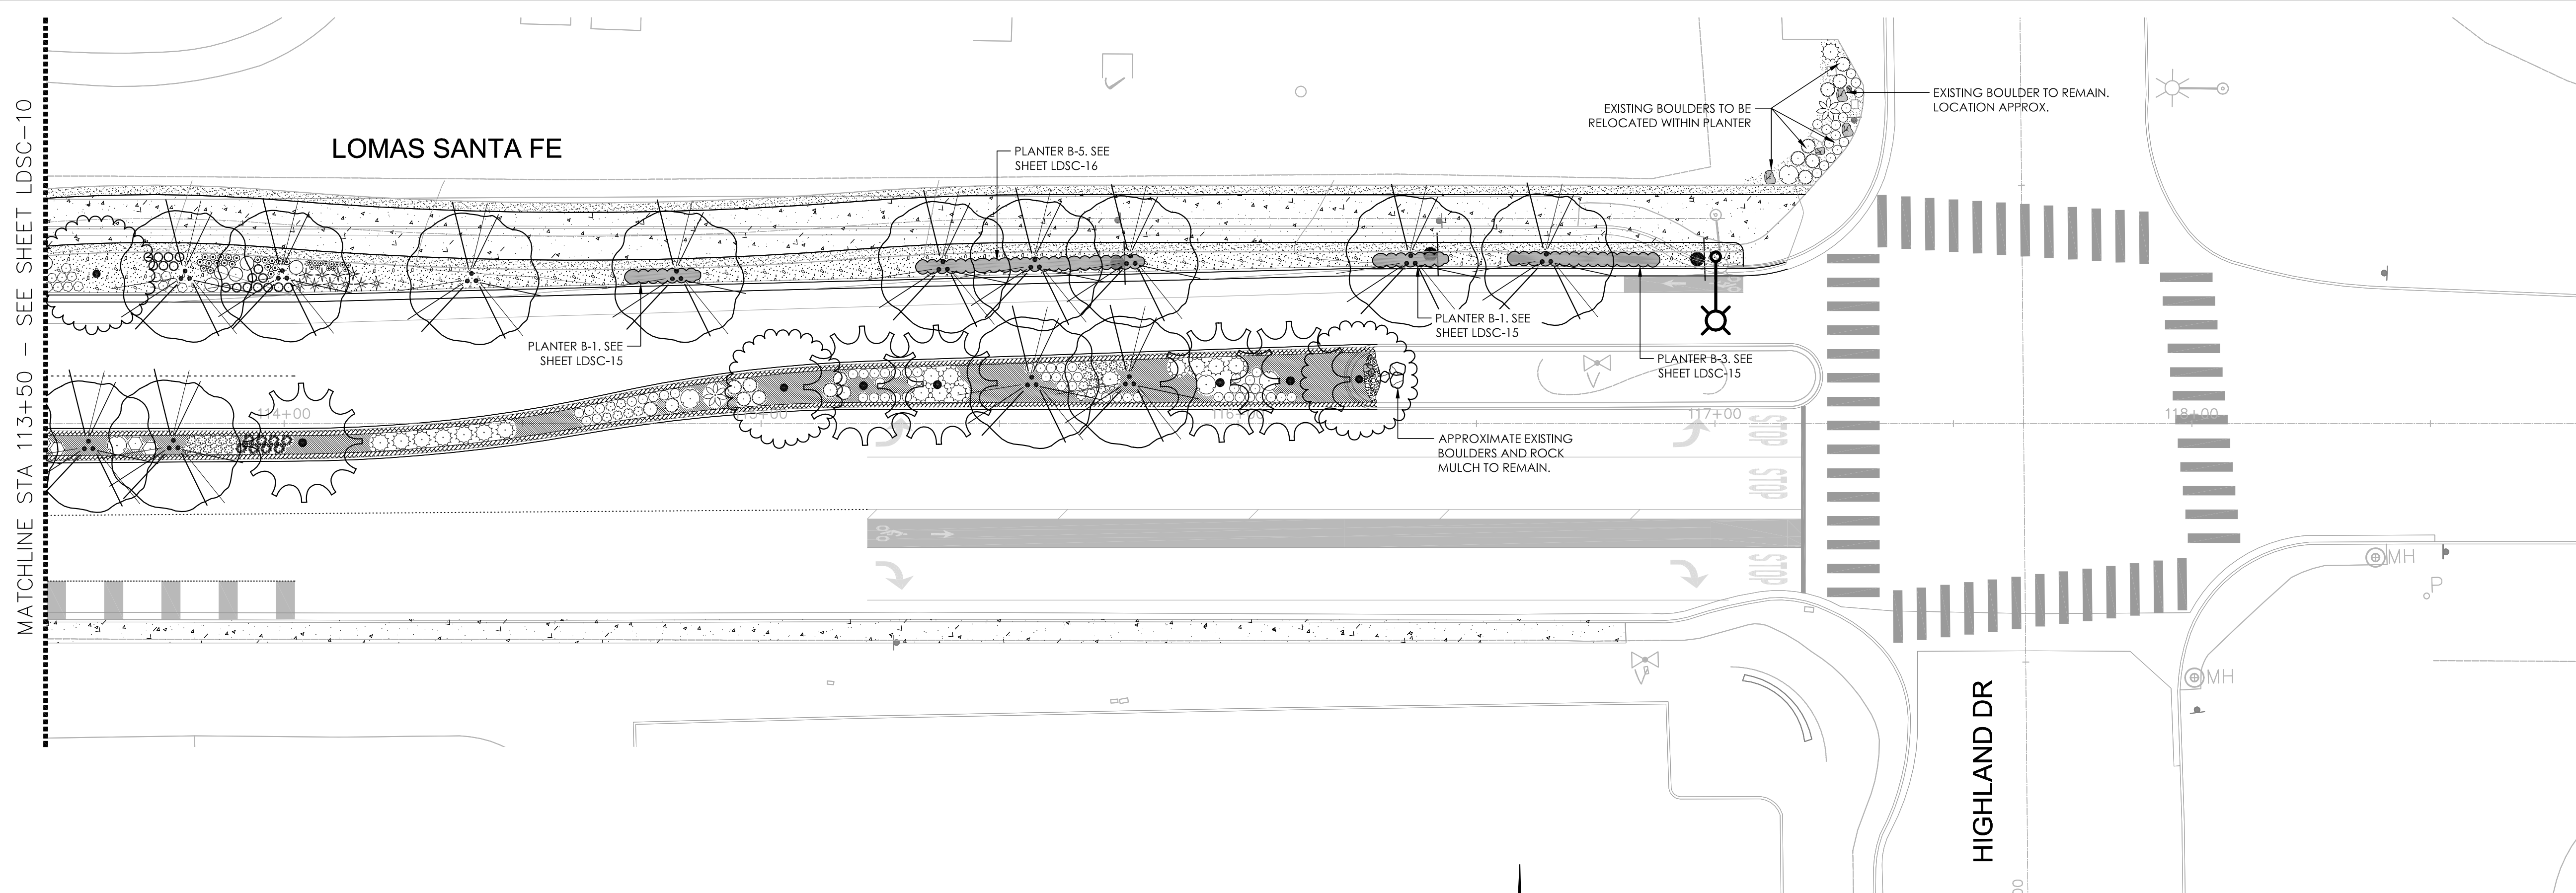 MATCHLINE STA 113+50 - SEE SHEET LDSC-10
LOMAS SANTA FE
PLANTER B-5. SEE
SHEET LDSC-16
EXISTING BOULDERS TO BE
RELOCATED WITHIN PLANTER
EXISTING BOULDER TO REMAIN.
LOCATION APPROX.
PLANTER B-1. SEE
SHEET LDSC-15
PLANTER B-1. SEE
SHEET LDSC-15
PLANTER B-3. SEE
SHEET LDSC-15
114+00
117+00
118+00
APPROXIMATE EXISTING
BOULDERS AND ROCK
MULCH TO REMAIN.
STOP
STOP
STOP
MH
P
MH
HIGHLAND DR